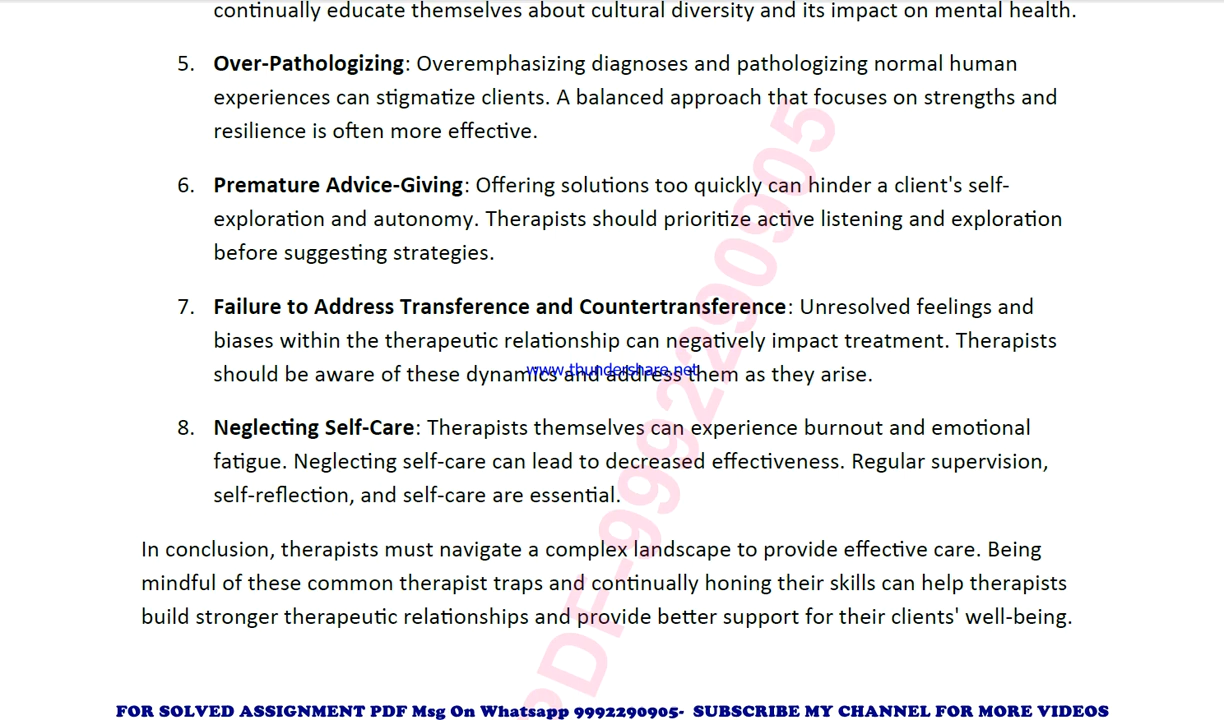 continually educate themselves about cultural diversity and its impact on mental health.
5. Over-Pathologizing: Overemphasizing diagnoses and pathologizing normal human
experiences can stigmatize clients. A balanced approach that focuses on strengths and
resilience is often more effective.
6. Premature Advice-Giving: Offering solutions too quickly can hinder a client's self-
exploration and autonomy. Therapists should prioritize active listening and exploration
before suggesting strategies.
7. Failure to Address Transference and Countertransference: Unresolved feelings and
biases within the therapeutic relationship can negatively impact treatment. Therapists
should be aware of these dynamics and address them as they arise.
www.thundershare.net
8. Neglecting Self-Care: Therapists themselves can experience burnout and emotional
fatigue. Neglecting self-care can lead to decreased effectiveness. Regular supervision,
self-reflection, and self-care are essential.
In conclusion, therapists must navigate a complex landscape to provide effective care. Being
mindful of these common therapist traps and continually honing their skills can help therapists
build stronger therapeutic relationships and provide better support for their clients' well-being.
PDF-9992290905
FOR SOLVED ASSIGNMENT PDF Msg On Whatsapp 9992290905- SUBSCRIBE MY CHANNEL FOR MORE VIDEOS